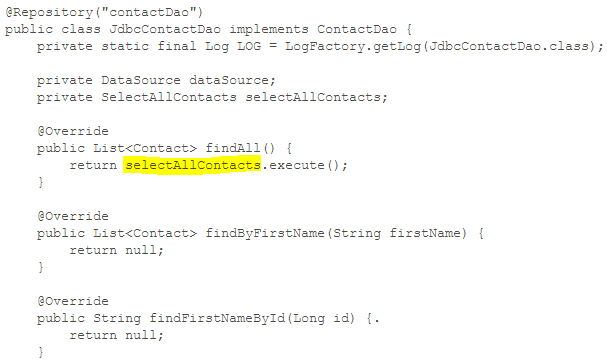 @Repository("contactDao")
public class JdbcContactDao implements ContactDao {
    private static final Log LOG = LogFactory.getLog(JdbcContactDao.class);

    private DataSource dataSource;
    private SelectAllContacts selectAllContacts;

    @Override
    public List<Contact> findAll() {
        return selectAllContacts.execute();
    }

    @Override
    public List<Contact> findByFirstName(String firstName) {
        return null;
    }

    @Override
    public String findFirstNameById(Long id) {.
        return null;
    }